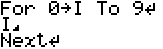 For 0→I To 9↵
I◢
Next↵